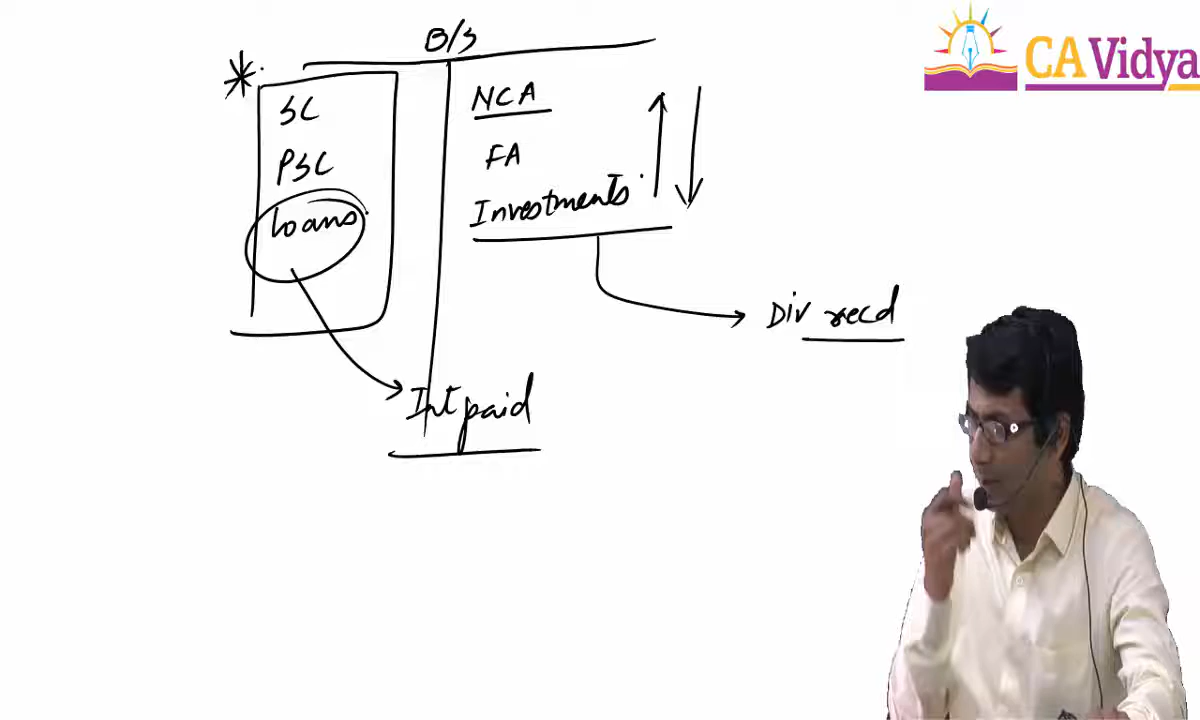 B/S
SC
PSC
Loans
NCA
FA
Investments
Int paid
Div recd
CA Vidya